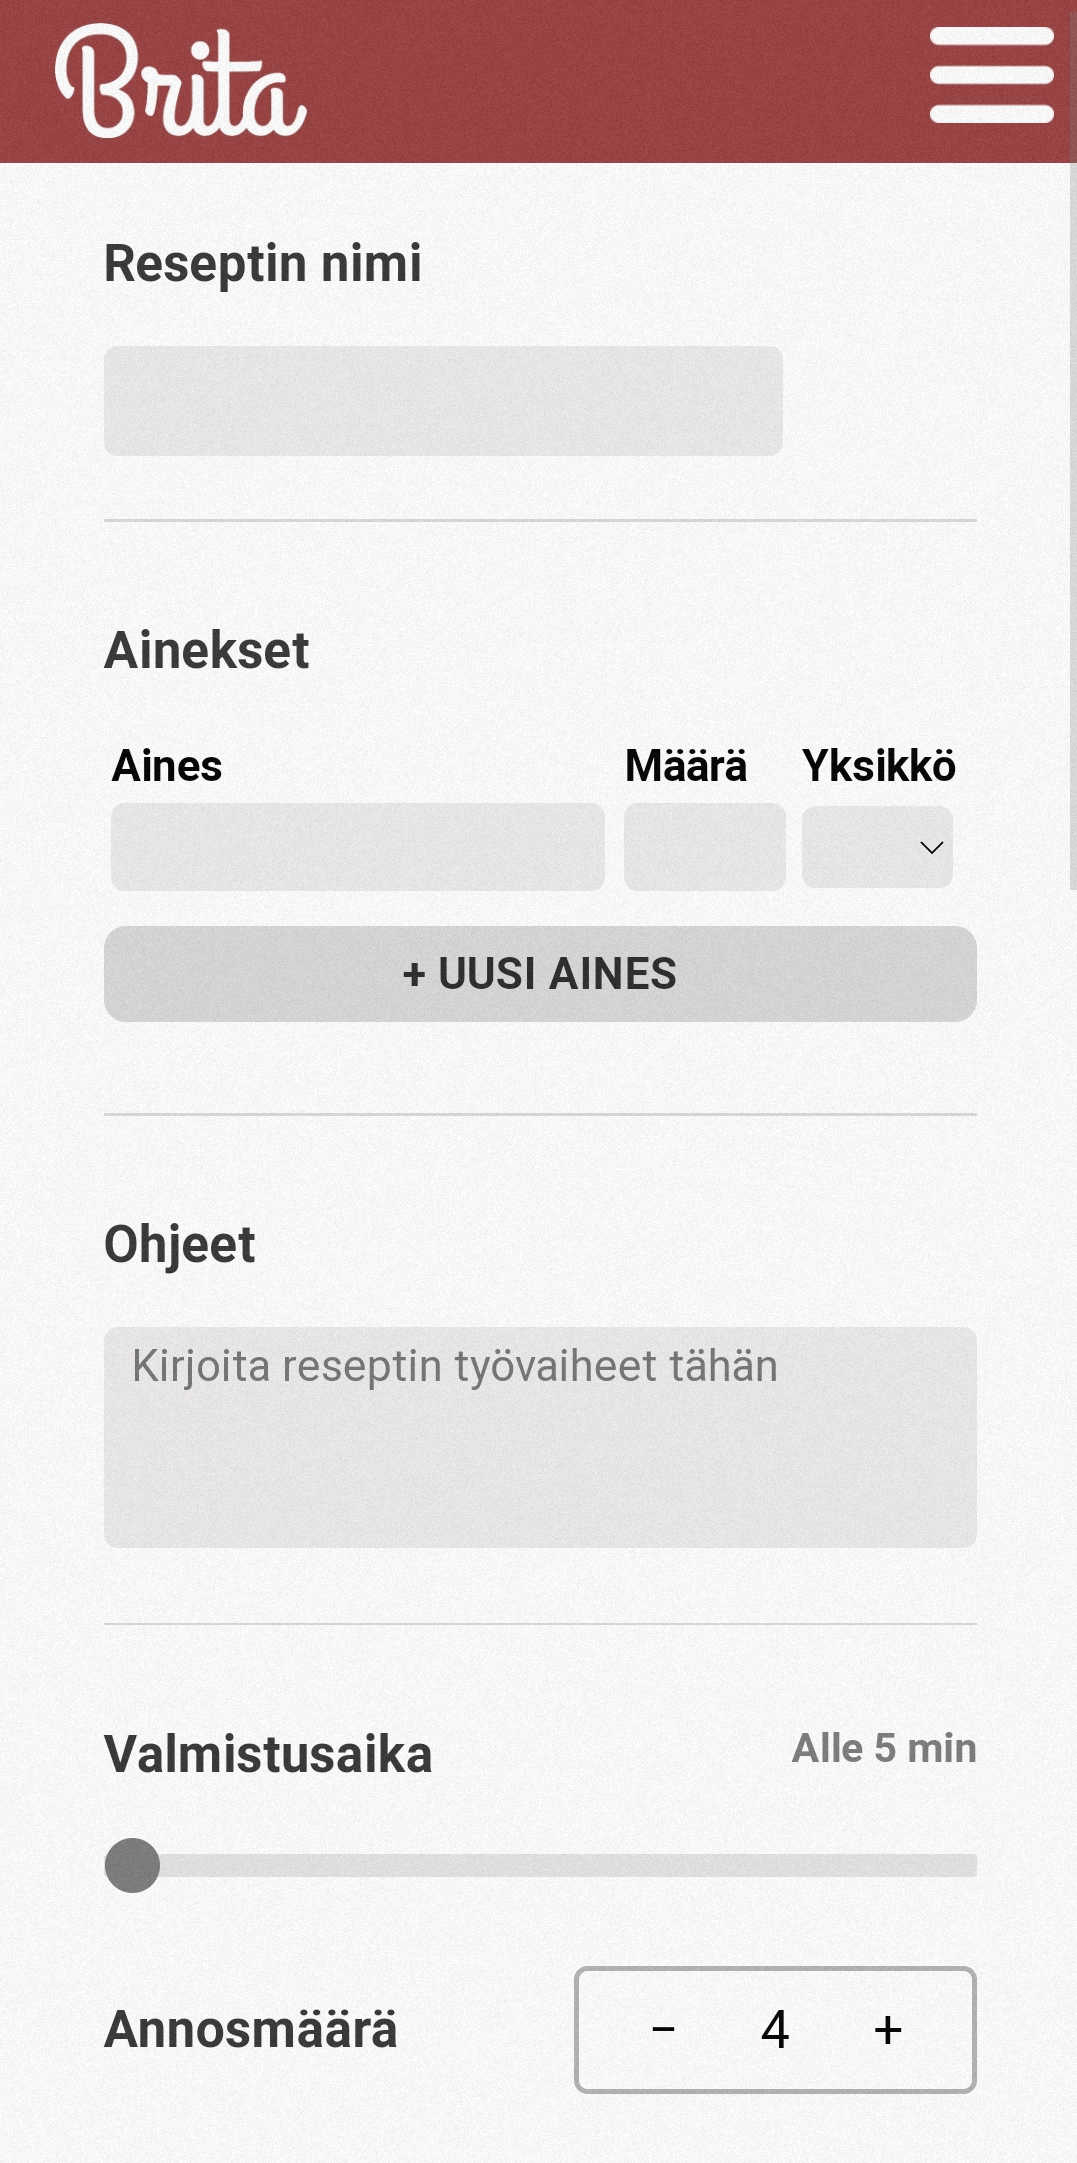 Brita
Reseptin nimi
Ainekset
Aines Määrä Yksikkö
+ UUSI AINES
Ohjeet
Kirjoita reseptin työvaiheet tähän
Valmistusaika Alle 5 min
Annosmäärä − 4 +